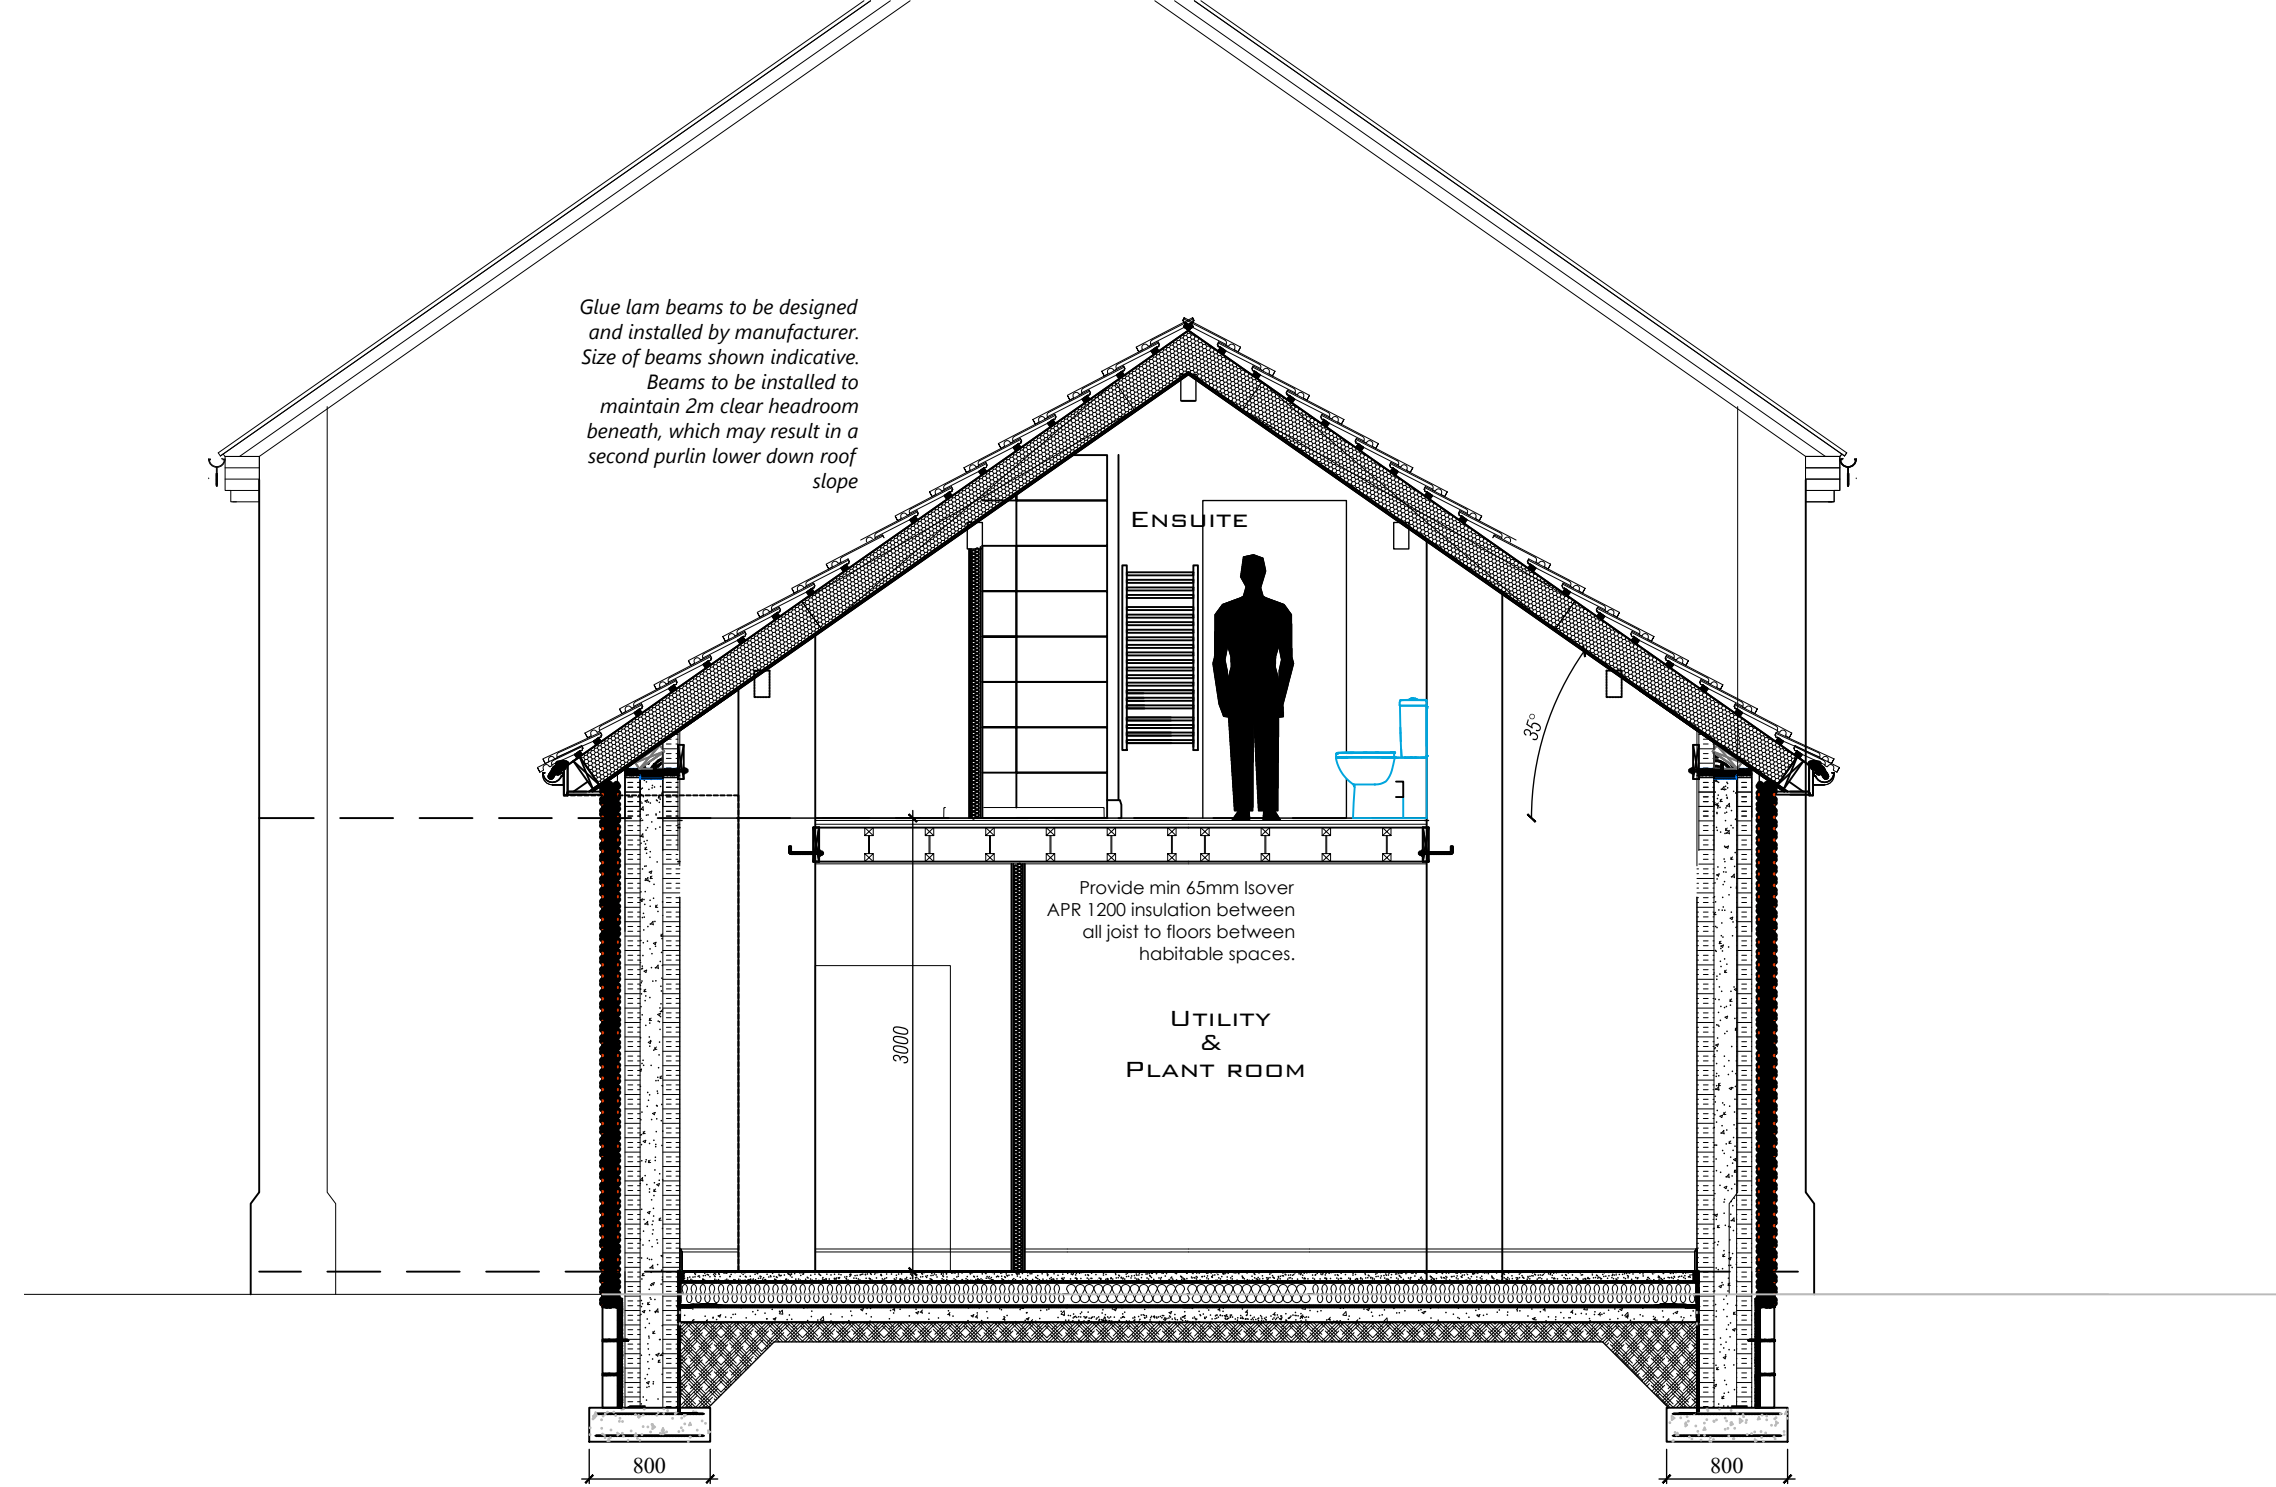 Glue lam beams to be designed
and installed by manufacturer.
Size of beams shown indicative.
Beams to be installed to
maintain 2m clear headroom
beneath, which may result in a
second purlin lower down roof
slope
ENSUITE
35°
Provide min 65mm Isover
APR 1200 insulation between
all joist to floors between
habitable spaces.
3000
UTILITY
&
PLANT ROOM
800
800